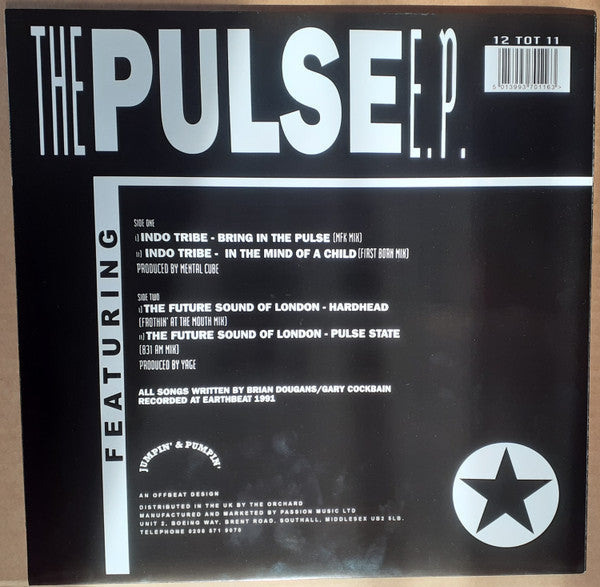 THE PULSE E.P.
12 TOT 11
5 013993 701163 >
FEATURING
SIDE ONE
I) INDO TRIBE - BRING IN THE PULSE (MFK MIX)
II) INDO TRIBE - IN THE MIND OF A CHILD (FIRST BORN MIX)
PRODUCED BY MENTAL CUBE
SIDE TWO
I) THE FUTURE SOUND OF LONDON - HARDHEAD
(FROTHIN' AT THE MOUTH MIX)
II) THE FUTURE SOUND OF LONDON - PULSE STATE
(831 AM MIX)
PRODUCED BY YAGE
ALL SONGS WRITTEN BY BRIAN DOUGANS/GARY COCKBAIN
RECORDED AT EARTHBEAT 1991
JUMPIN' & PUMPIN'
AN OFFBEAT DESIGN
DISTRIBUTED IN THE UK BY THE ORCHARD
MANUFACTURED AND MARKETED BY PASSION MUSIC LTD
UNIT 2, BOEING WAY, BRENT ROAD, SOUTHALL, MIDDLESEX UB2 5LB.
TELEPHONE 0208 571 9078